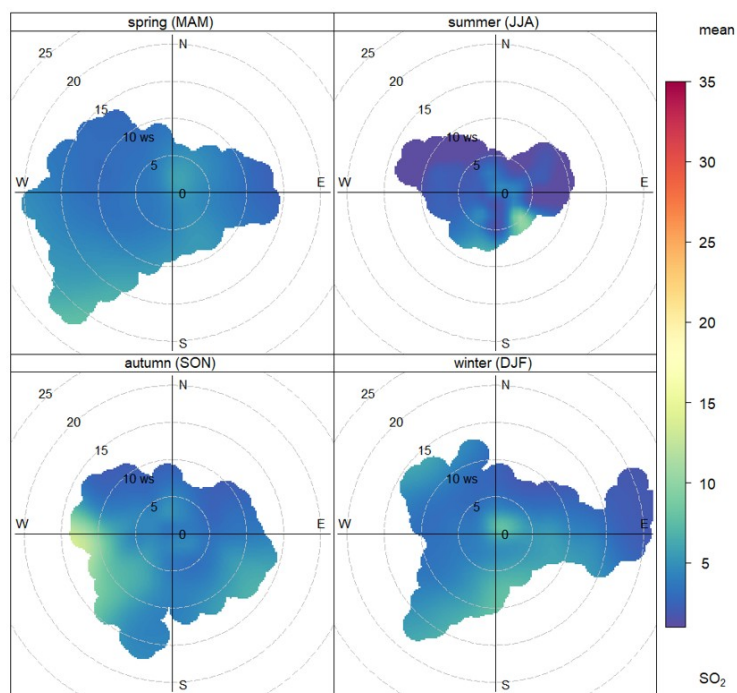 spring (MAM)
25
N
20
15
10 ws
5
W
0
E
S
summer (JJA)
25
N
20
15
10 ws
5
W
0
E
S
autumn (SON)
25
N
20
15
10 ws
5
W
0
E
S
winter (DJF)
25
N
20
15
10 ws
5
W
0
E
S
mean
35
30
25
20
15
10
5
SO₂